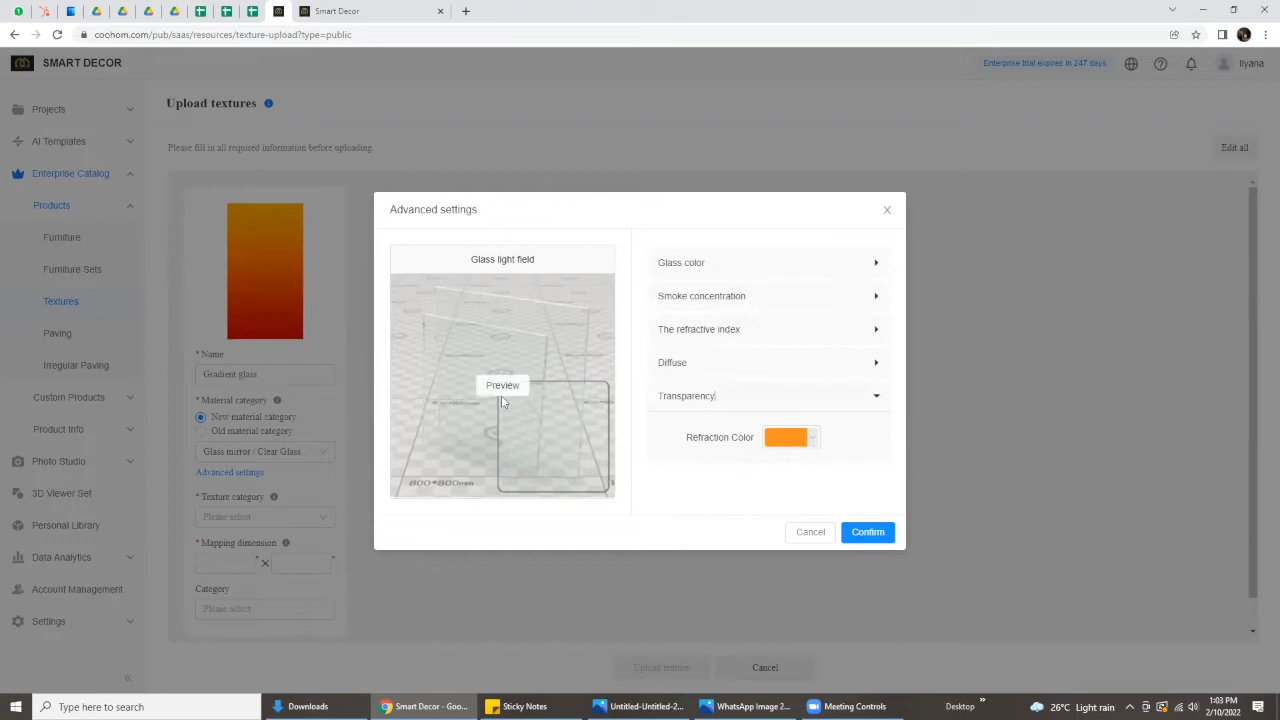 Smart Decor
coohom.com/pub/saas/resources/texture-upload?type=public
SMART DECOR
Enterprise trial expires in 247 days.
liyana
Projects
AI Templates
Enterprise Catalog
Products
Furniture
Furniture Sets
Textures
Paving
Irregular Paving
Custom Products
Product Info
Photo Studio
3D Viewer Set
Personal Library
Data Analytics
Account Management
Settings
Upload textures
Please fill in all required information before uploading.
Edit all
* Name
Gradient glass
* Material category
New material category
Old material category
Glass mirror - Clear Glass
Advanced settings
* Texture category
Please select
* Mapping dimension
" × "
Category
Please select
Advanced settings
Glass light field
Preview
800*800mm
Glass color
Smoke concentration
The refractive index
Diffuse
Transparency
Refraction Color
Cancel
Confirm
Upload texture
Cancel
Type here to search
Downloads
Smart Decor - Goo...
Sticky Notes
Untitled-Untitled-2...
WhatsApp Image 2...
Meeting Controls
Desktop
26°C Light rain
1:03 PM
2/10/2022